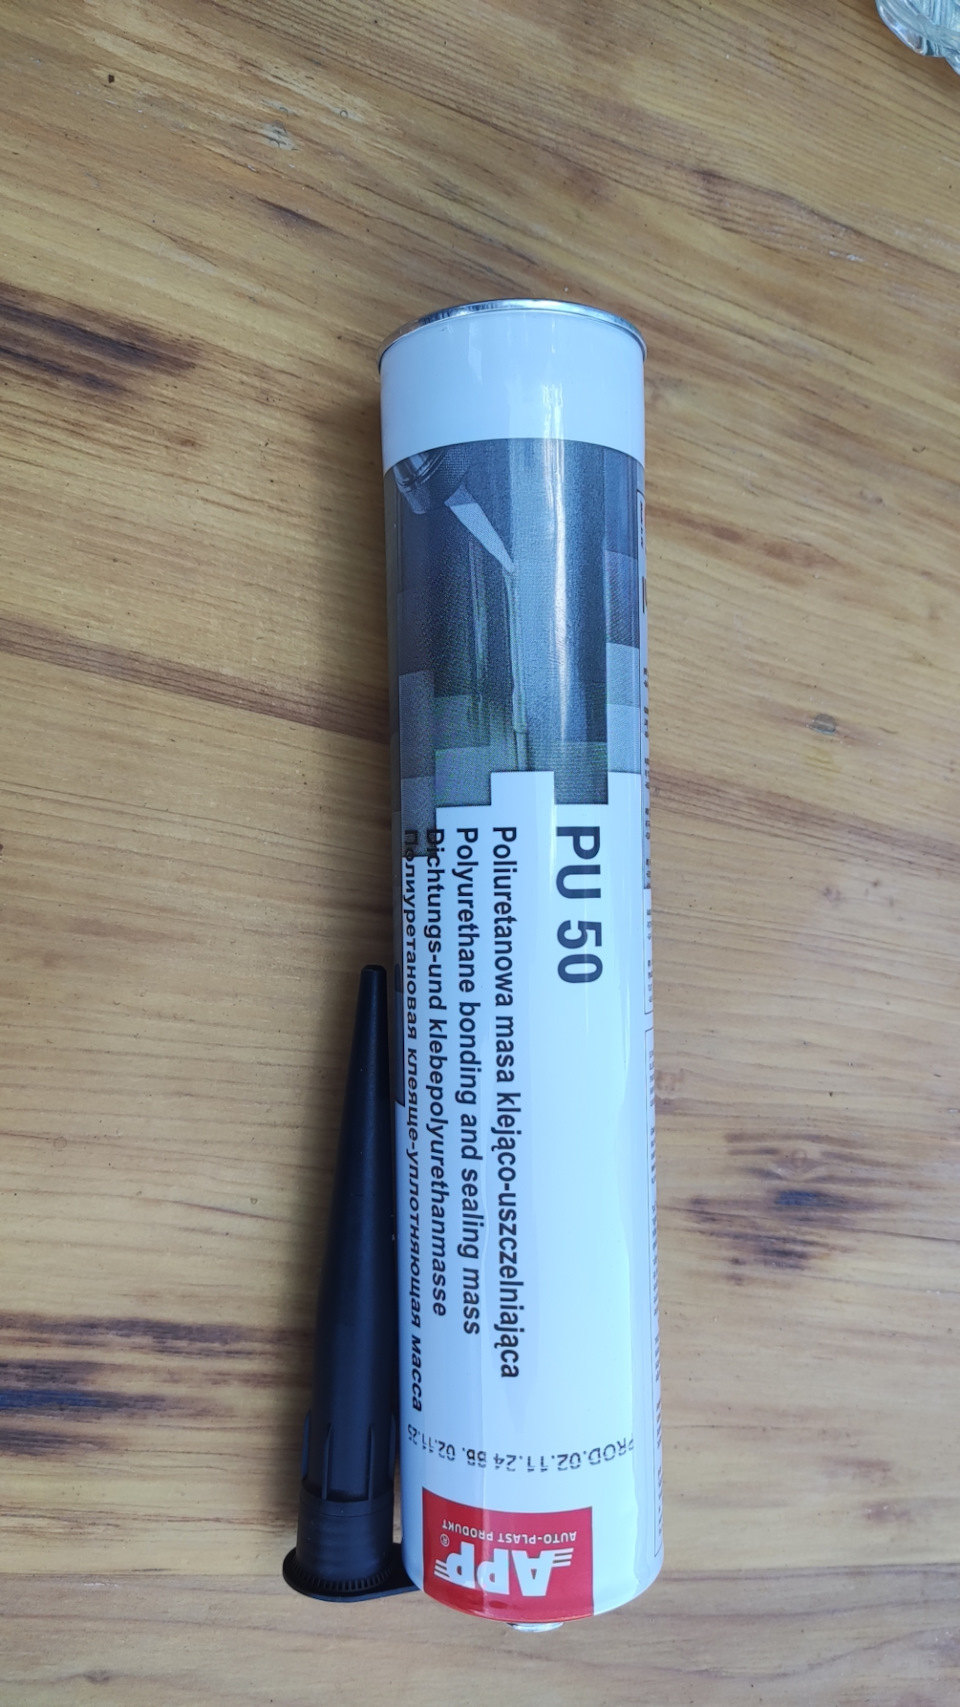 PU 50
Poliuretanowa masa klejąco-uszczelniająca
Polyurethane bonding and sealing mass
Dichtungs-und klebepolyurethanmasse
Полиуретановая клеяще-уплотняющая масса
PROD.02.11.24 BB. 02.11.25
APP®
AUTO-PLAST PRODUKT